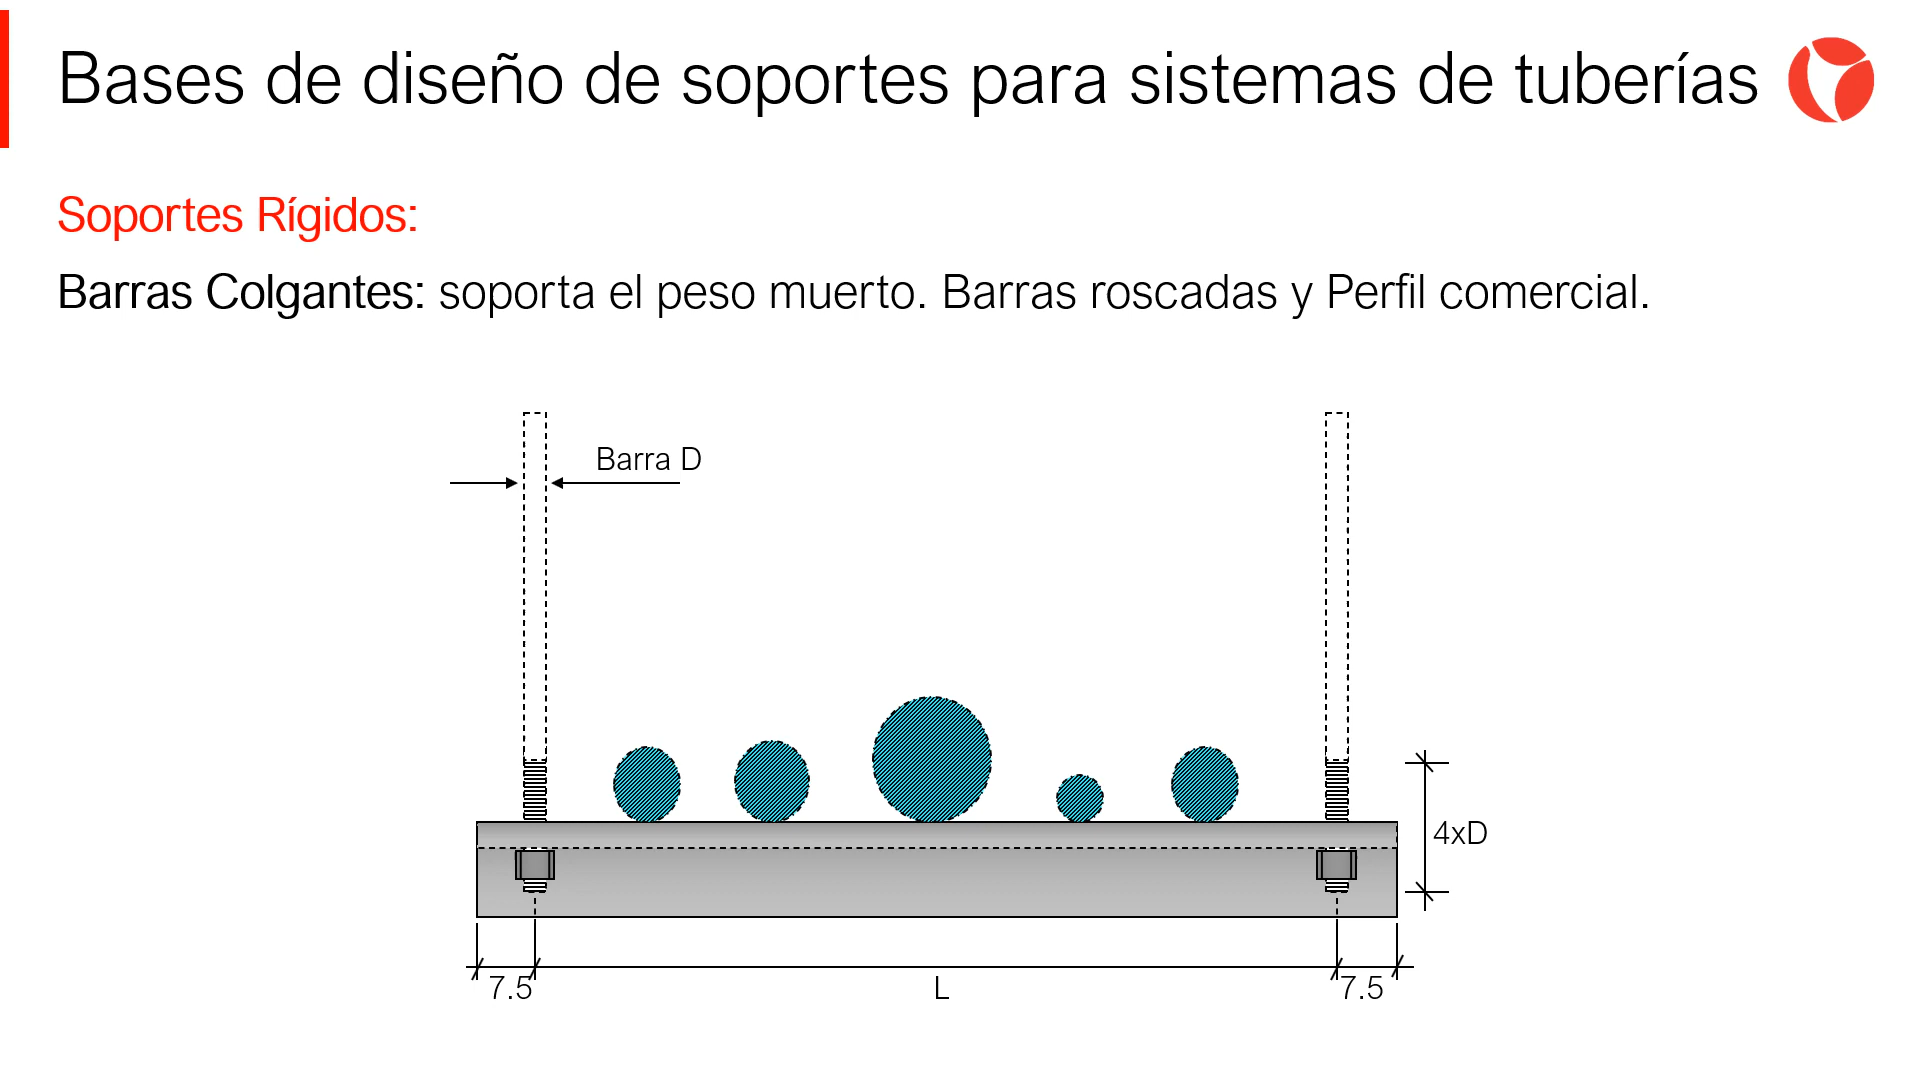 Bases de diseño de soportes para sistemas de tuberías
Soportes Rígidos:
Barras Colgantes: soporta el peso muerto. Barras roscadas y Perfil comercial.
Barra D
4xD
7.5
L
7.5